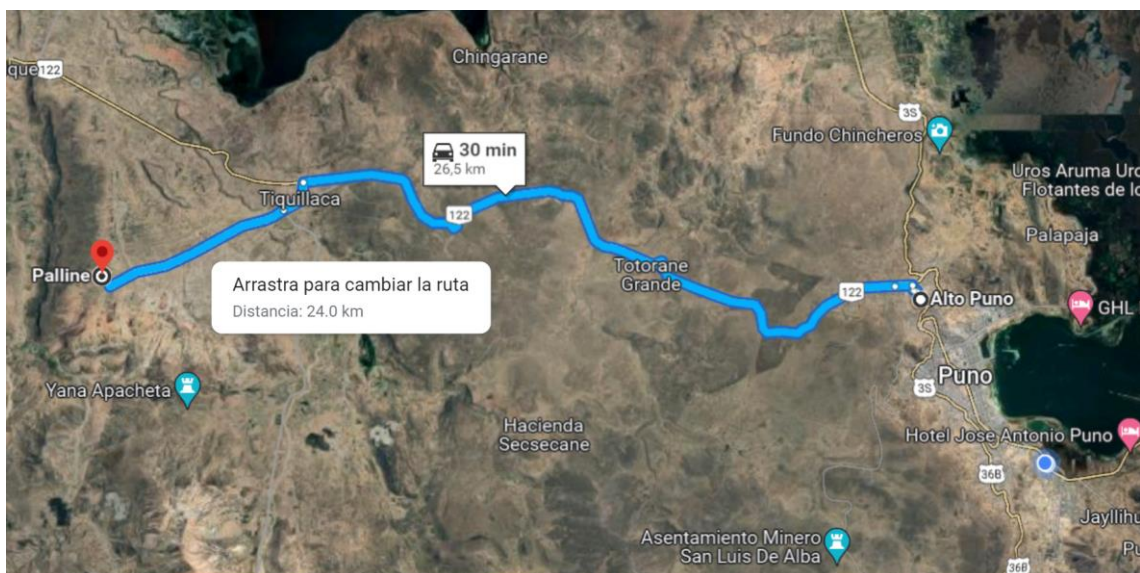 Chingarane
que
122
3S
30 min
26,5 km
Fundo Chincheros
Uros Aruma Uro
Flotantes de lo
Tiquillaca
122
Palapaja
Palline
Arrastra para cambiar la ruta
Distancia: 24.0 km
Totorane
Grande
122
Alto Puno
GHL
Yana Apacheta
3S
Puno
Hacienda
Secsecane
Hotel Jose Antonio Puno
36B
Jayllihu
Asentamiento Minero
San Luis De Alba
Pu
36B